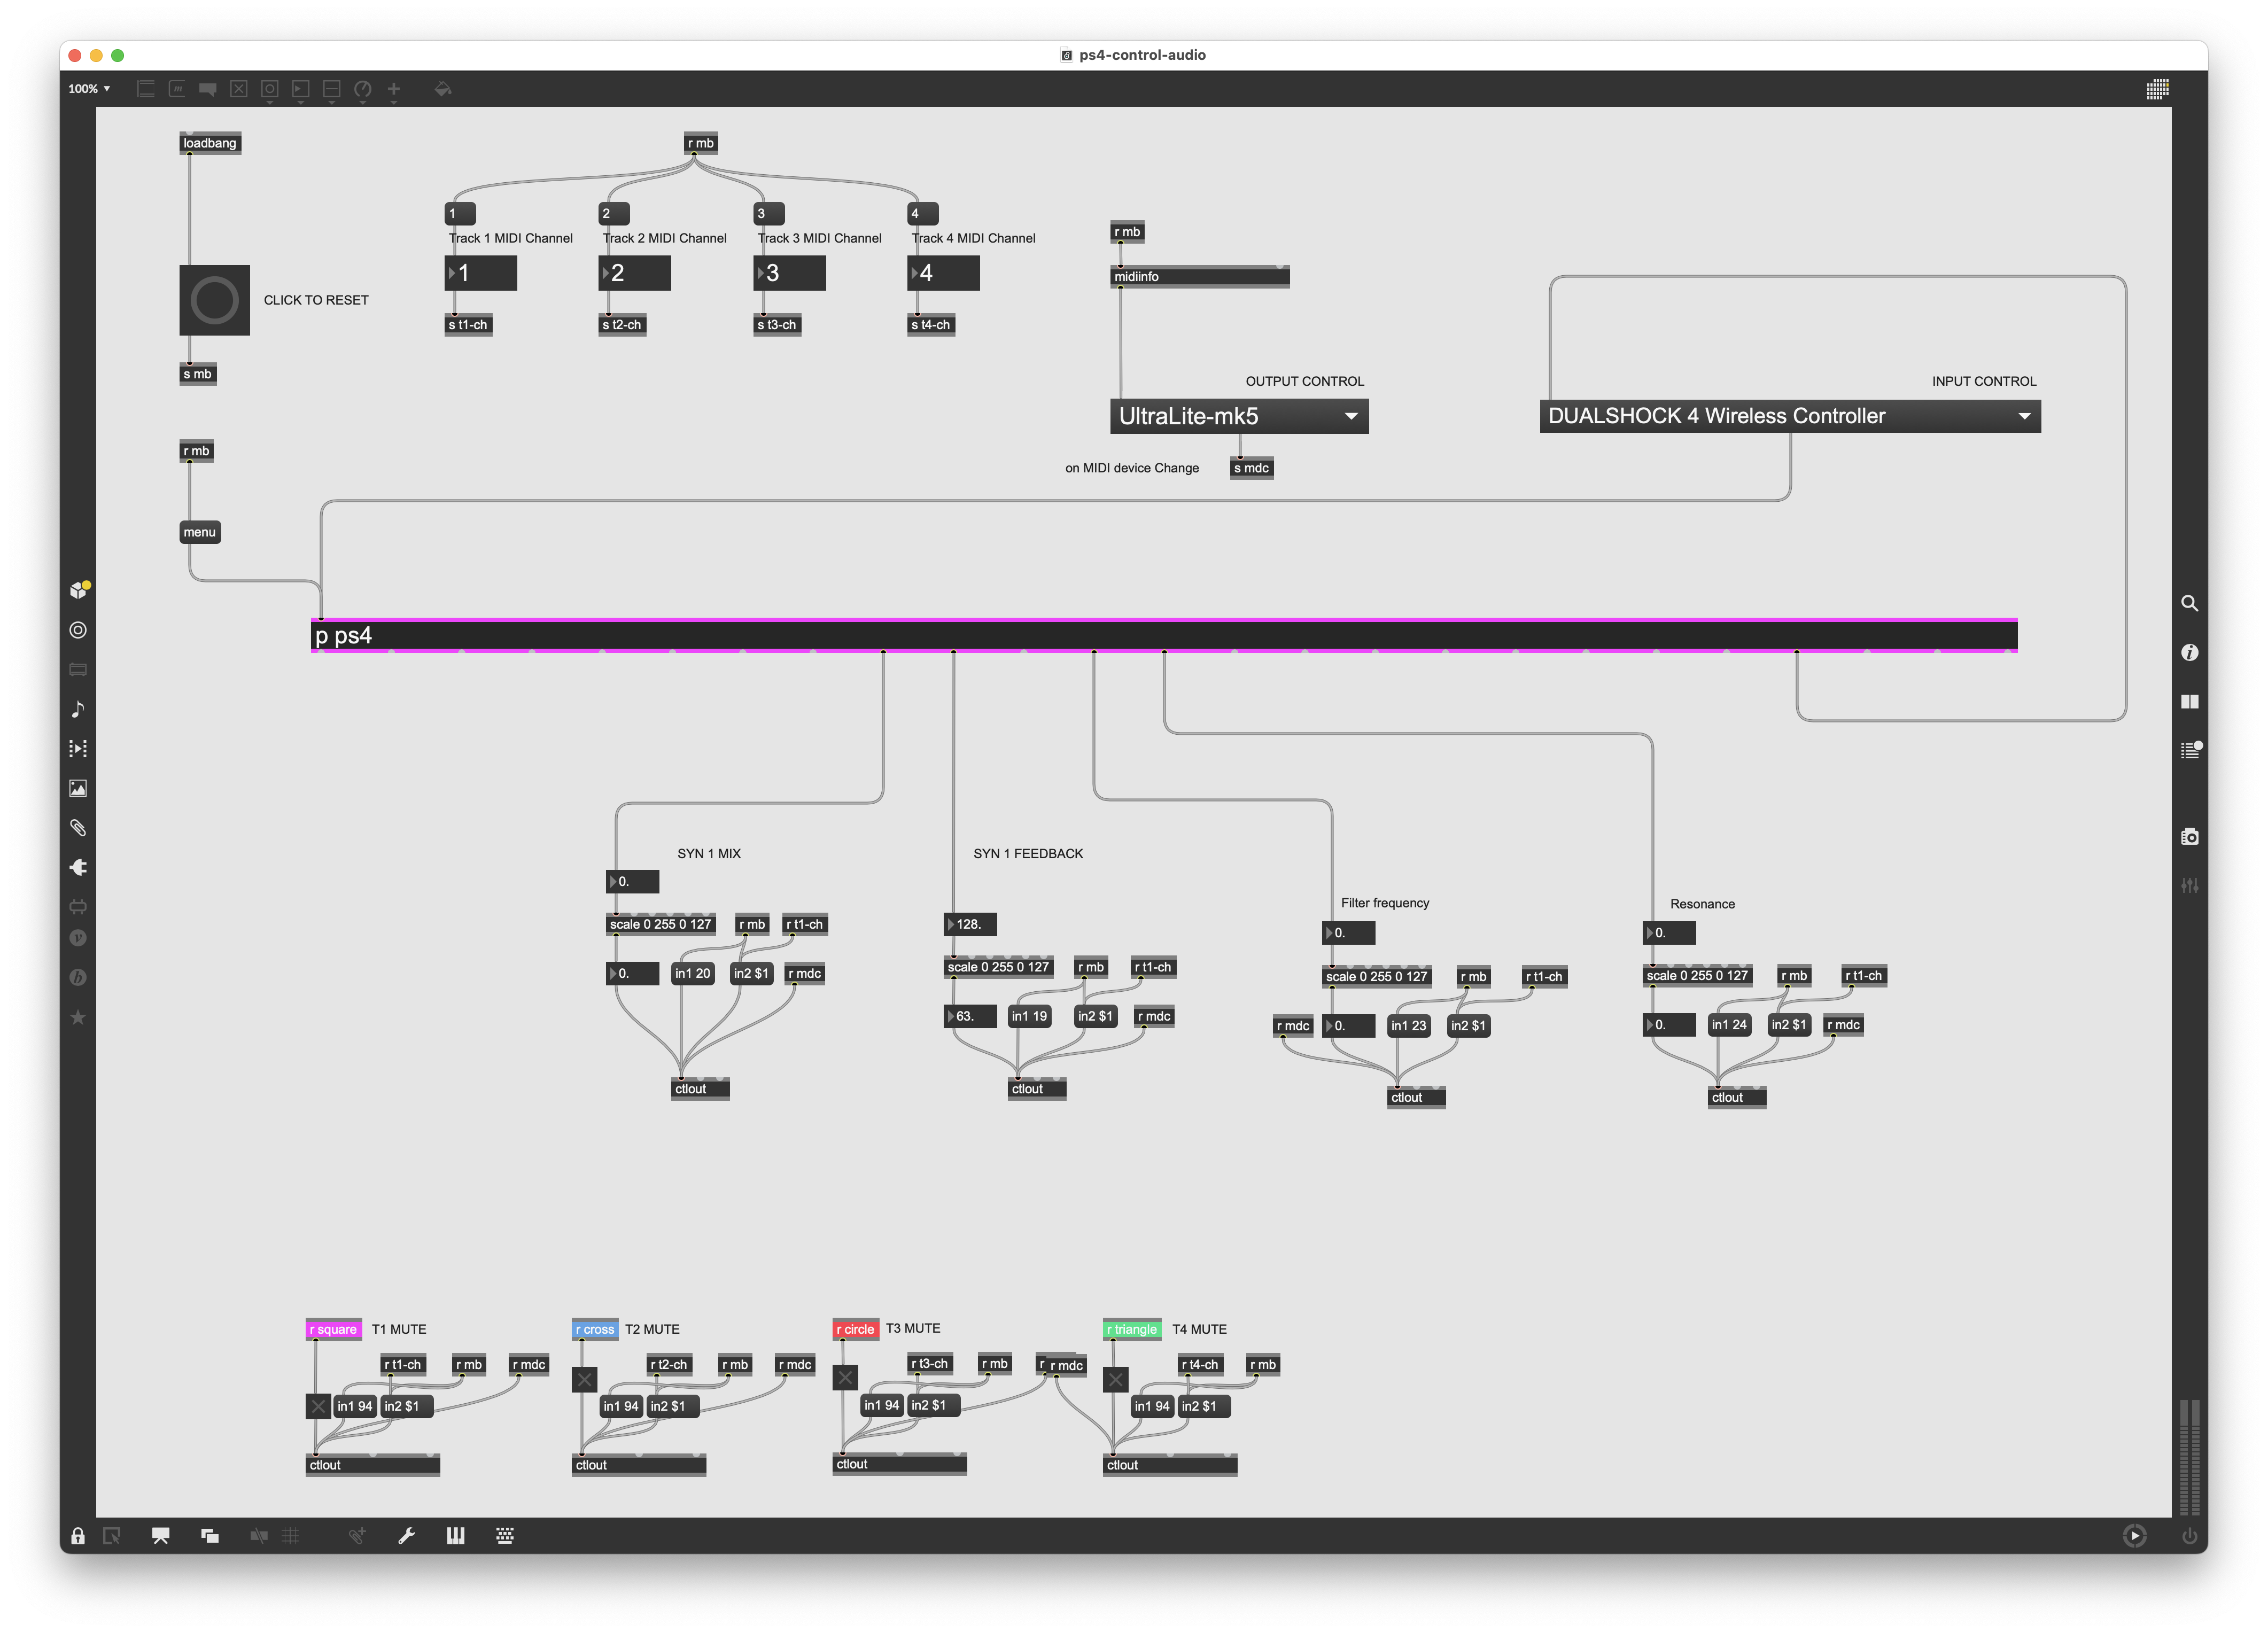 ps4-control-audio
100%
loadbang
r mb
1
2
3
4
Track 1 MIDI Channel
Track 2 MIDI Channel
Track 3 MIDI Channel
Track 4 MIDI Channel
r mb
1
2
3
4
midiinfo
CLICK TO RESET
s t1-ch
s t2-ch
s t3-ch
s t4-ch
s mb
OUTPUT CONTROL
INPUT CONTROL
UltraLite-mk5
DUALSHOCK 4 Wireless Controller
r mb
on MIDI device Change
s mdc
menu
p ps4
SYN 1 MIX
0.
scale 0 255 0 127
r mb
r t1-ch
0.
in1 20
in2 $1
r mdc
ctlout
SYN 1 FEEDBACK
128.
scale 0 255 0 127
r mb
r t1-ch
63.
in1 19
in2 $1
r mdc
ctlout
Filter frequency
0.
scale 0 255 0 127
r mb
r t1-ch
r mdc
0.
in1 23
in2 $1
ctlout
Resonance
0.
scale 0 255 0 127
r mb
r t1-ch
0.
in1 24
in2 $1
r mdc
ctlout
r square
T1 MUTE
r t1-ch
r mb
r mdc
in1 94
in2 $1
ctlout
r cross
T2 MUTE
r t2-ch
r mb
r mdc
in1 94
in2 $1
ctlout
r circle
T3 MUTE
r t3-ch
r mb
r
in1 94
in2 $1
ctlout
r triangle
T4 MUTE
r mdc
r t4-ch
r mb
in1 94
in2 $1
ctlout